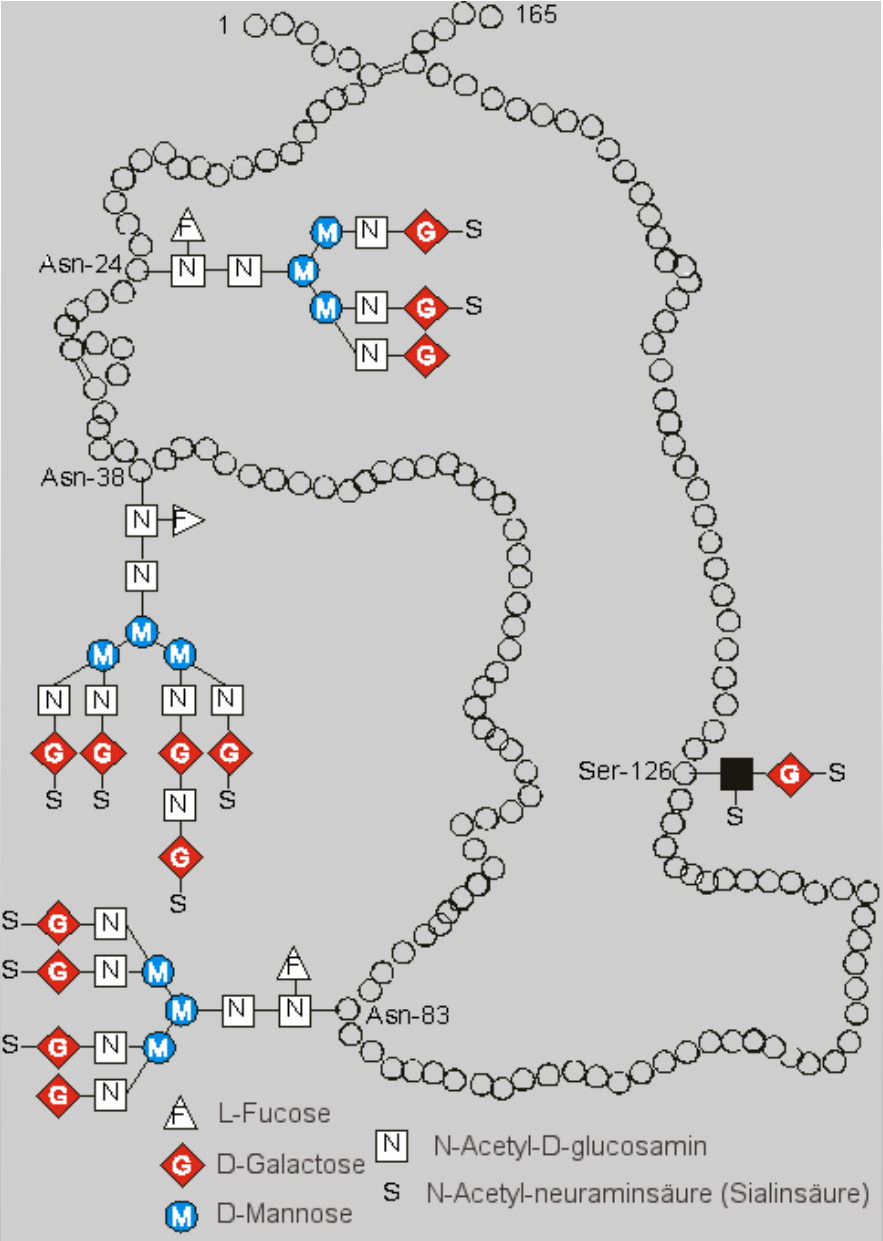 1 165
F
M N G S
Asn-24 N N M
M N G S
N G
Asn-38
N F
N
M
M M
N N N N
G G G G
S S N S
G
S
Ser-126 G S
S
S G N
S G N M
F
M N N Asn-83
S G N M
G N
F L-Fucose
N N-Acetyl-D-glucosamin
G D-Galactose
S N-Acetyl-neuraminsäure (Sialinsäure)
M D-Mannose